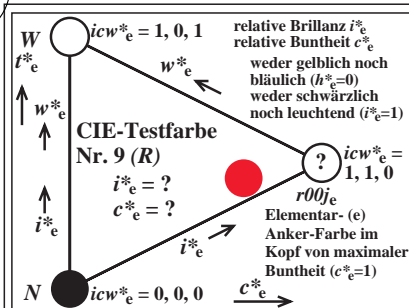 W
icw*e = 1, 0, 1
t*e
relative Brillanz i*e
relative Buntheit c*e
weder gelblich noch
bläulich (h*e=0)
weder schwärzlich
noch leuchtend (i*e=1)
w*e
w*e
CIE-Testfarbe
Nr. 9 (R)
i*e = ?
c*e = ?
?
icw*e =
1, 1, 0
r00je
i*e
i*e
Elementar- (e)
Anker-Farbe im
Kopf von maximaler
Buntheit (c*e=1)
N
icw*e = 0, 0, 0
c*e